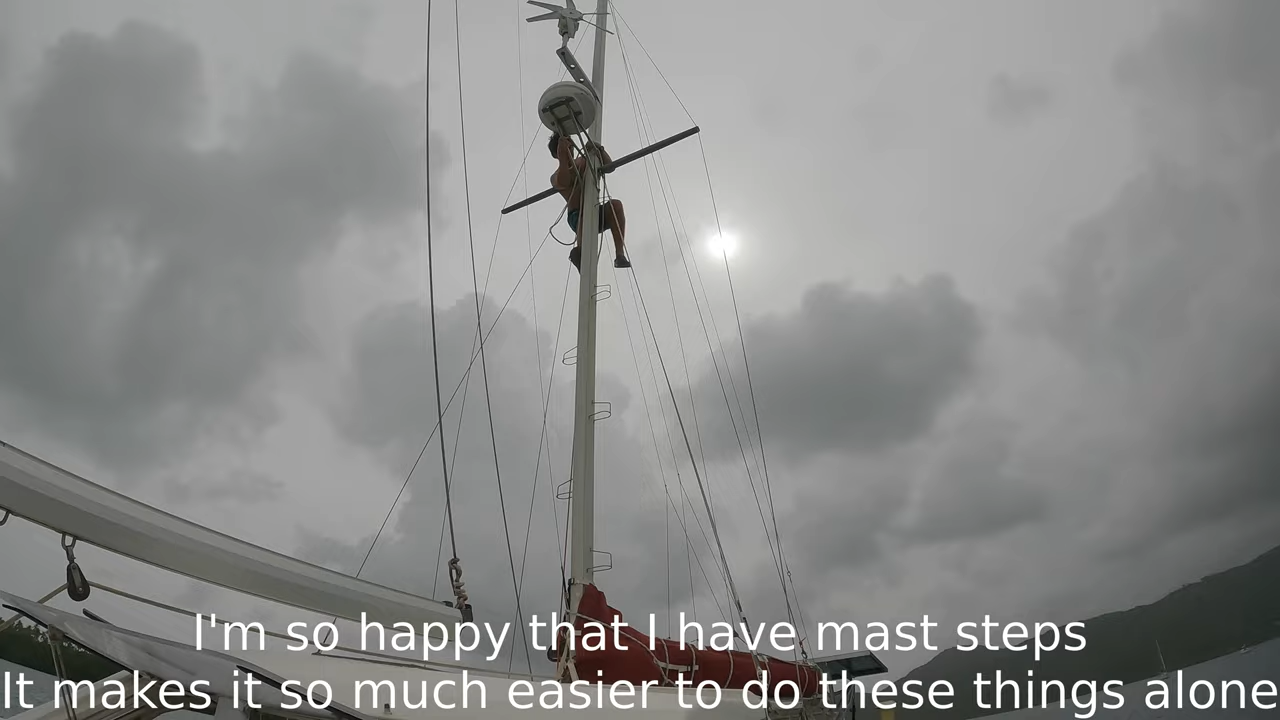 I'm so happy that I have mast steps
It makes it so much easier to do these things alone